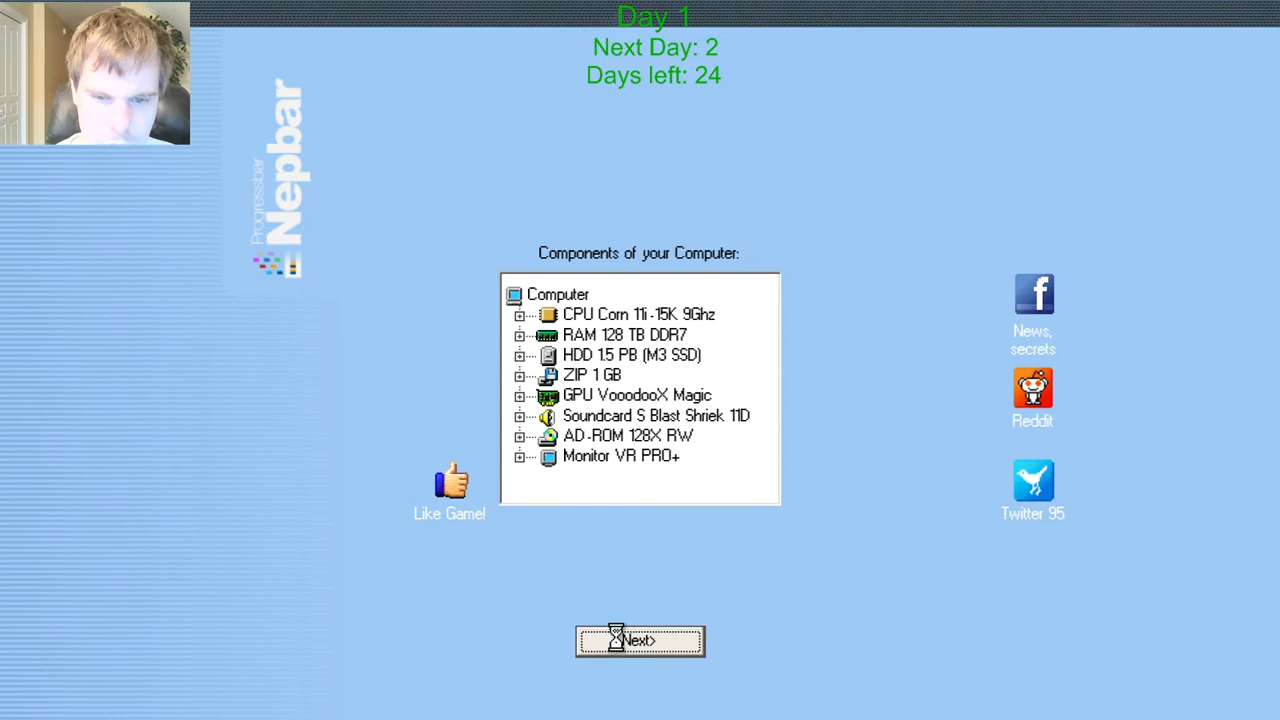 Day 1
Next Day: 2
Days left: 24
Progressbar
Nepbar
Components of your Computer:
Computer
CPU Corn 11i-15K 9Ghz
RAM 128 TB DDR7
HDD 1.5 PB (M3 SSD)
ZIP 1 GB
GPU VooodooX Magic
Soundcard S Blast Shriek 11D
AD-ROM 128X RW
Monitor VR PRO+
Like Game!
News,
secrets
Reddit
Twitter 95
Next>